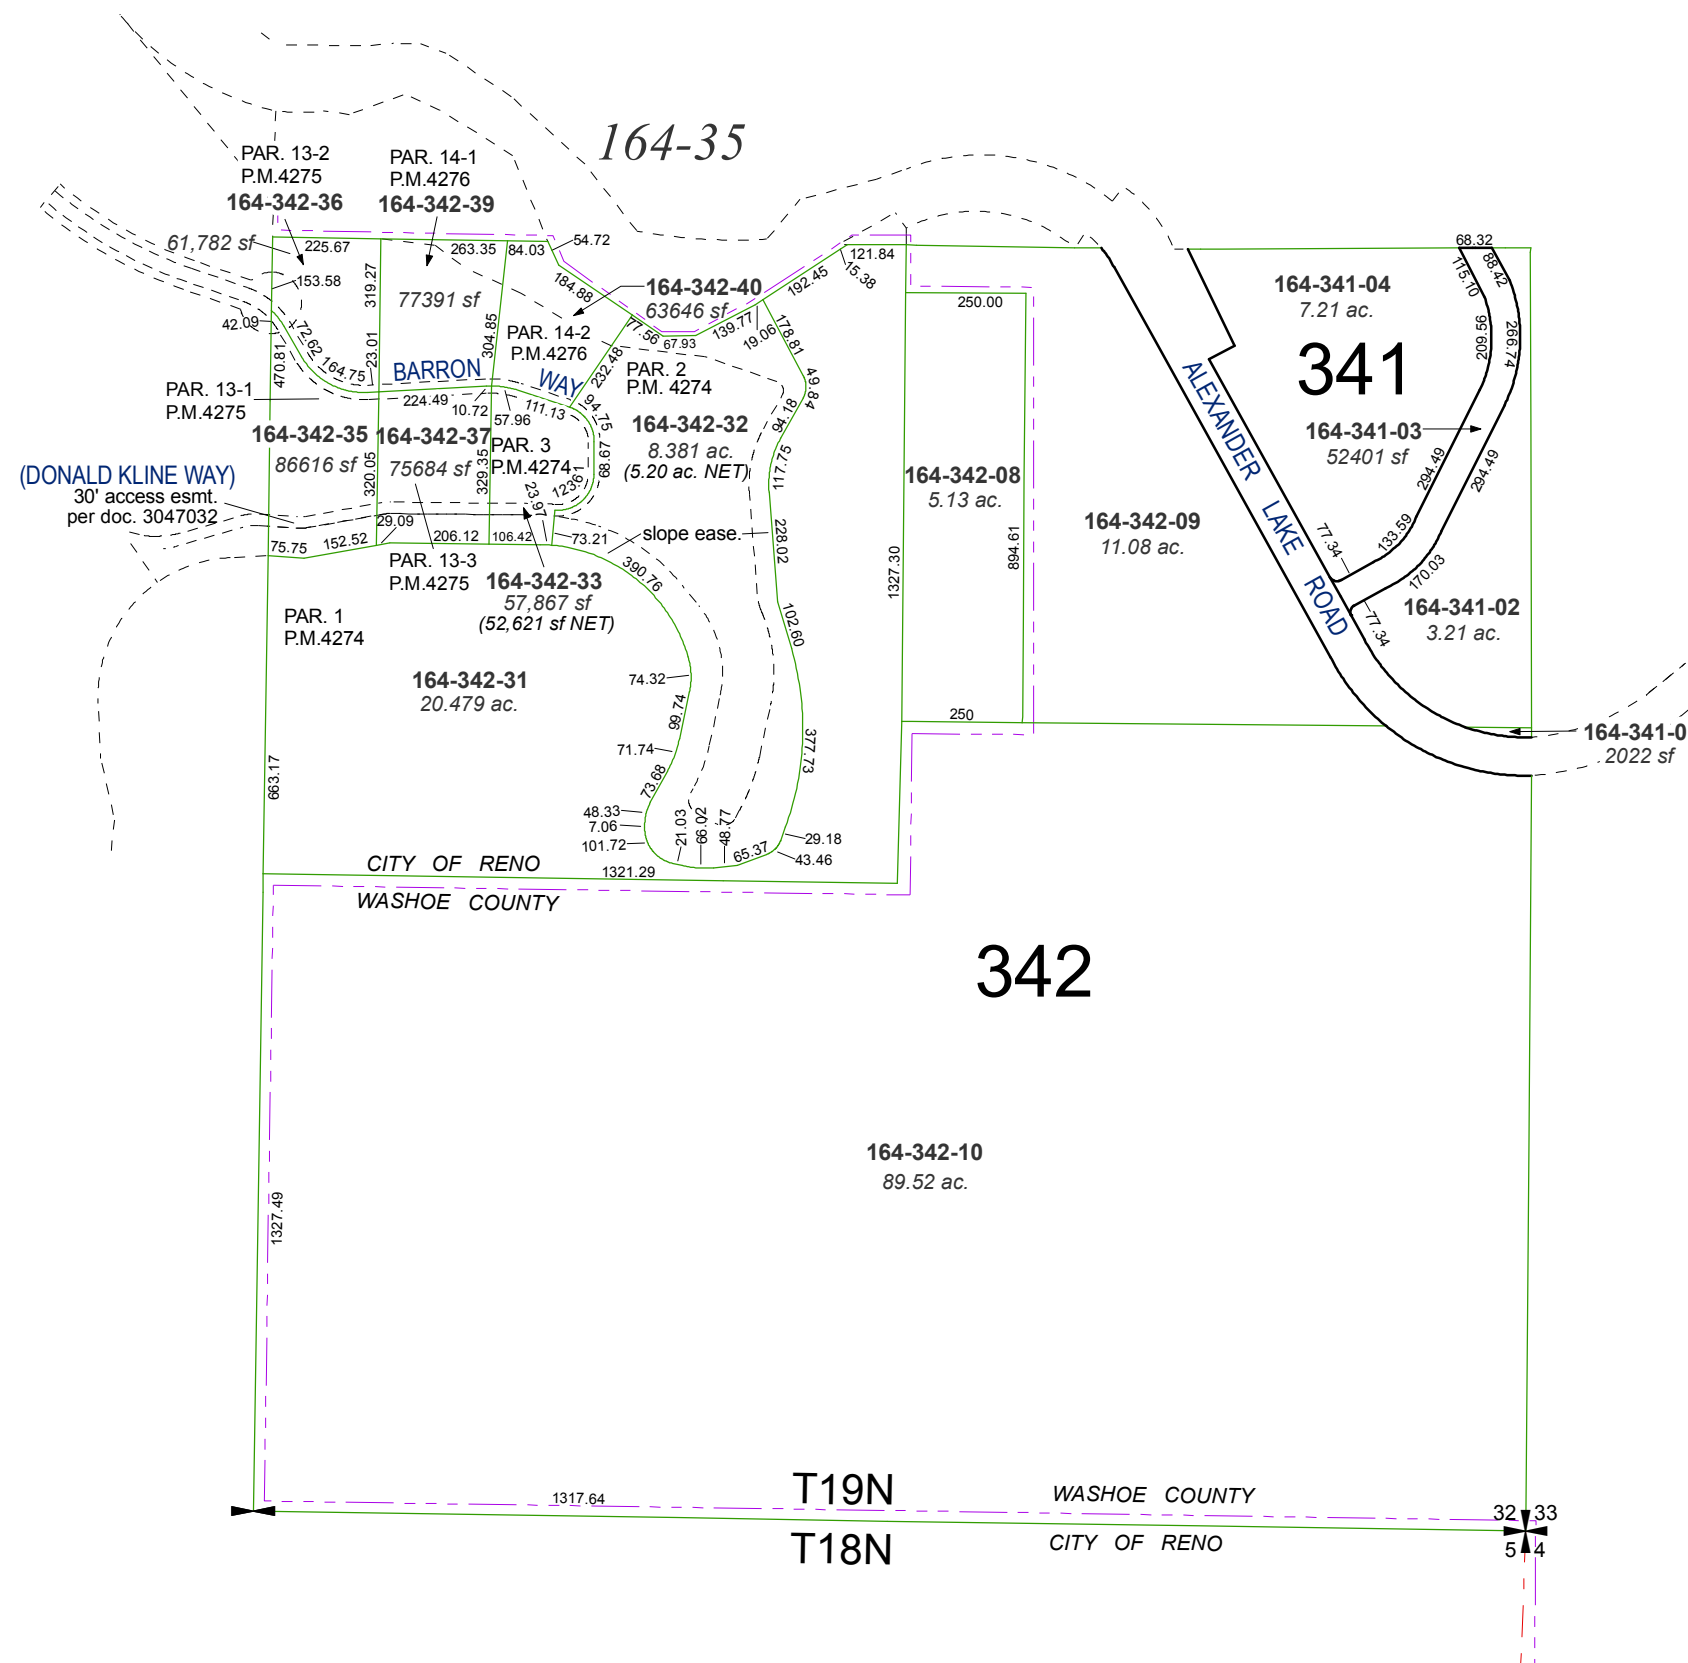 164-35
PAR. 13-2
P.M.4275
164-342-36
61,782 sf
PAR. 14-1
P.M.4276
164-342-39
77391 sf
225.67
263.35
84.03
54.72
153.58
319.27
184.88
164-342-40
63646 sf
PAR. 14-2
P.M.4276
304.85
42.09
72.62
164.75
23.01
470.81
BARRON WAY
77.56
67.93
139.77
19.06
192.45
15.38
121.84
178.81
49.84
94.18
117.75
232.48
PAR. 2
P.M. 4274
164-342-32
8.381 ac.
(5.20 ac. NET)
PAR. 13-1
P.M.4275
164-342-35
86616 sf
224.49
10.72
57.96
111.13
94.75
68.67
123.61
23.97
164-342-37
75684 sf
PAR. 3
P.M.4274
320.05
329.35
(DONALD KLINE WAY)
30' access esmt.
per doc. 3047032
75.75
152.52
29.09
206.12
106.42
73.21
slope ease.
228.02
PAR. 13-3
P.M.4275
164-342-33
57,867 sf
(52,621 sf NET)
390.76
102.60
PAR. 1
P.M.4274
164-342-31
20.479 ac.
74.32
99.74
71.74
73.68
48.33
7.06
101.72
21.03
66.02
48.77
65.37
29.18
43.46
377.73
663.17
CITY OF RENO
1321.29
WASHOE COUNTY
250.00
164-342-08
5.13 ac.
1327.30
894.61
250
164-342-09
11.08 ac.
ALEXANDER LAKE ROAD
68.32
88.42
115.10
164-341-04
7.21 ac.
341
209.56
266.74
164-341-03
52401 sf
294.49
294.49
133.59
77.34
170.03
77.34
164-341-02
3.21 ac.
164-341-0
2022 sf
342
164-342-10
89.52 ac.
1327.49
1317.64
T19N
WASHOE COUNTY
T18N
CITY OF RENO
32 33
5 4